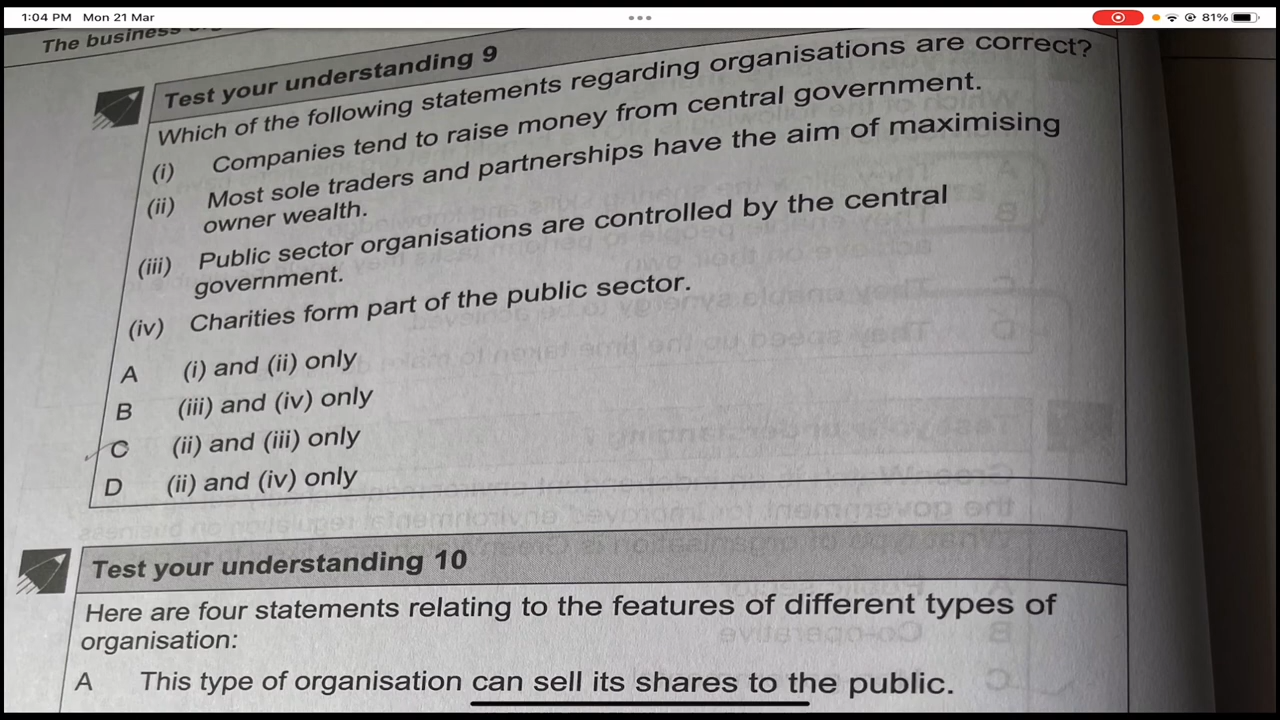 1:04 PM Mon 21 Mar
81%
The business
Test your understanding 9
Which of the following statements regarding organisations are correct?
(i) Companies tend to raise money from central government.
(ii) Most sole traders and partnerships have the aim of maximising
owner wealth.
(iii) Public sector organisations are controlled by the central
government.
(iv) Charities form part of the public sector.
A (i) and (ii) only
B (iii) and (iv) only
C (ii) and (iii) only
D (ii) and (iv) only
Test your understanding 10
Here are four statements relating to the features of different types of
organisation:
A This type of organisation can sell its shares to the public.